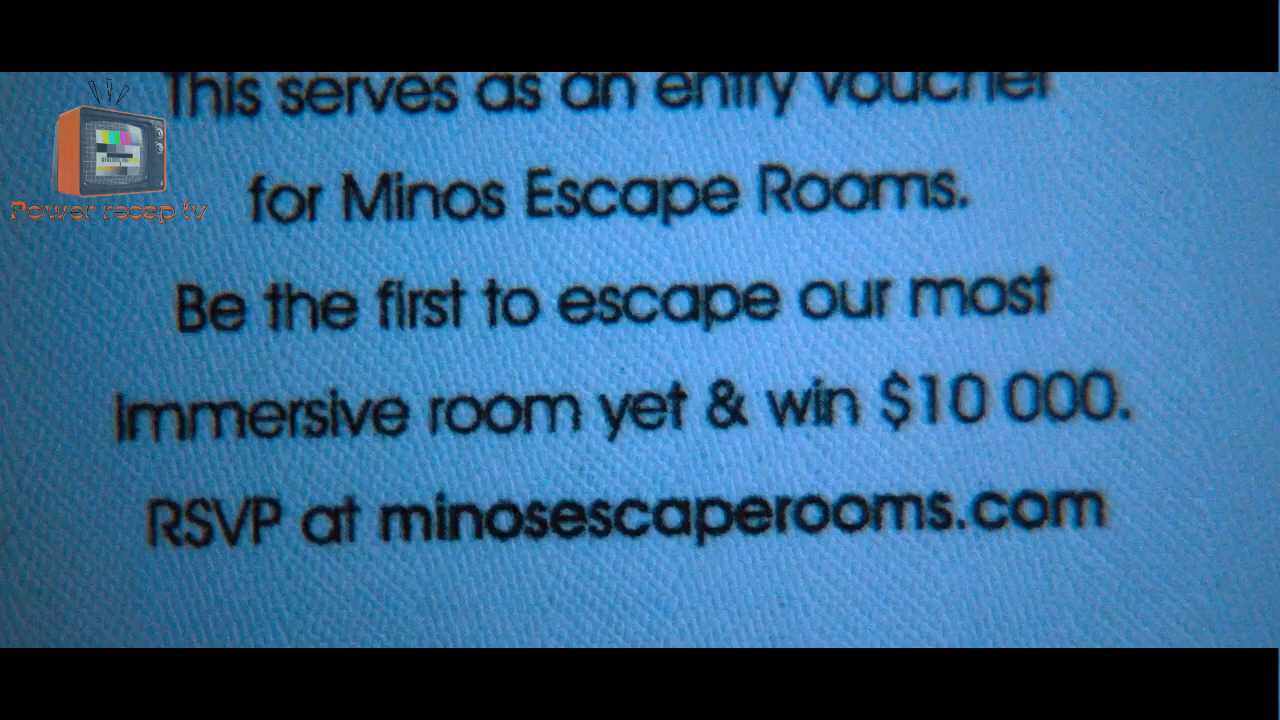 This serves as an entry voucher
for Minos Escape Rooms.
Power recap tv
Be the first to escape our most
immersive room yet & win $10 000.
RSVP at minosescaperooms.com